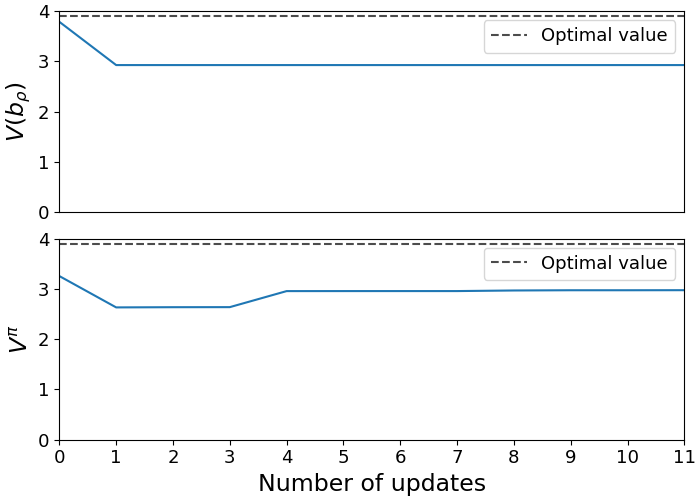 4
3
2
1
0
V(b_ρ)
Optimal value
4
3
2
1
0
V^π
Optimal value
0 1 2 3 4 5 6 7 8 9 10 11
Number of updates